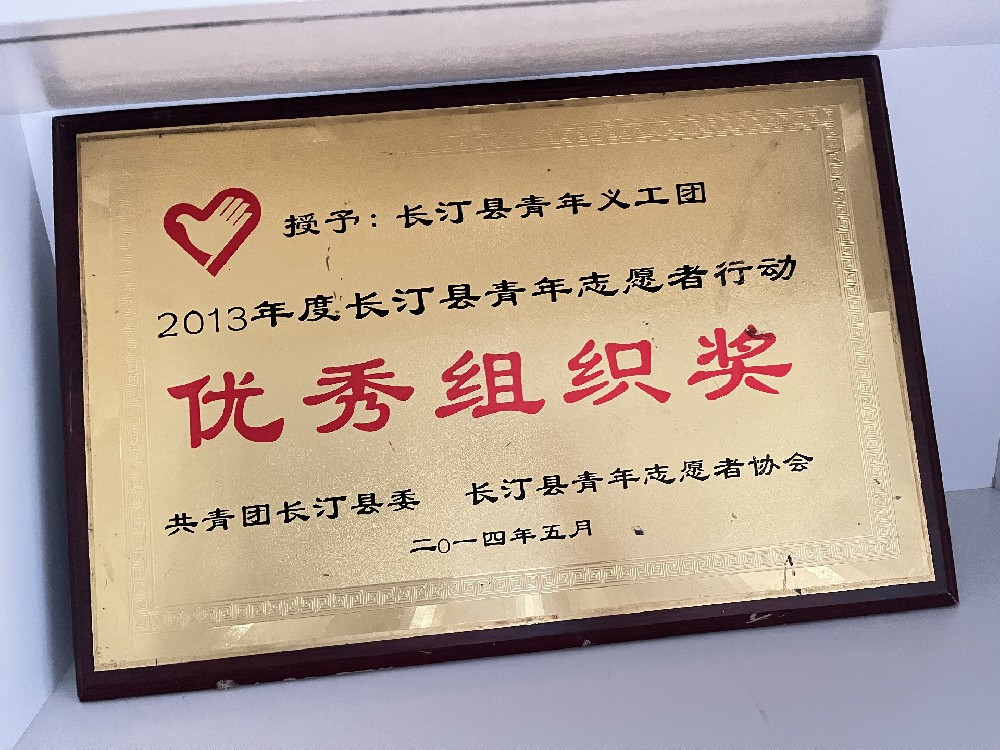 授予：长汀县青年义工团
2013年度长汀县青年志愿者行动
优秀组织奖
共青团长汀县委 长汀县青年志愿者协会
二0一四年五月